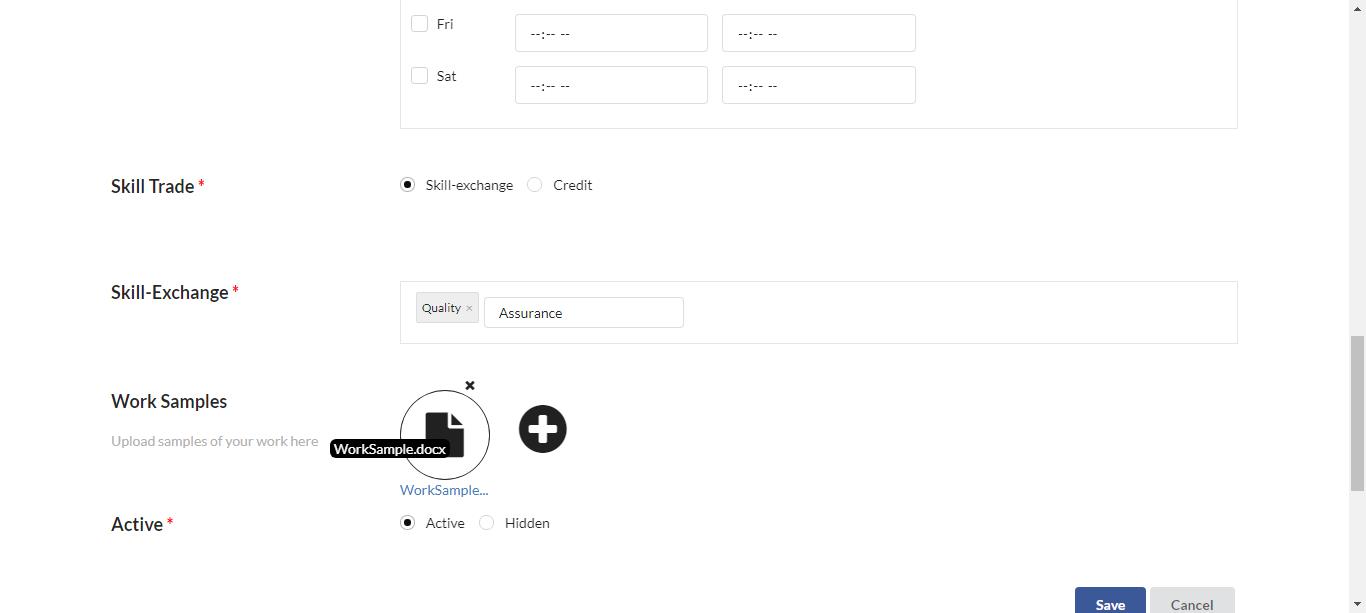 Fri --:-- -- --:-- --
Sat --:-- -- --:-- --
Skill Trade * Skill-exchange Credit
Skill-Exchange * Quality × Assurance
Work Samples
Upload samples of your work here
WorkSample.docx
WorkSample...
Active * Active Hidden
Save Cancel